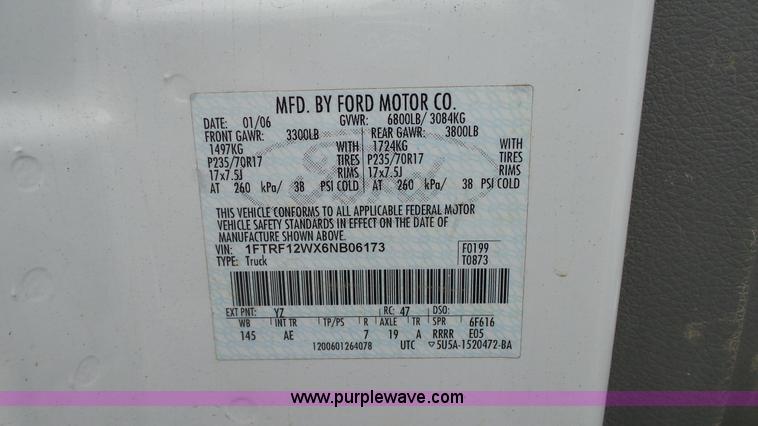 MFD. BY FORD MOTOR CO.
DATE: 01/06 GVWR: 6800LB/ 3084KG
FRONT GAWR: 3300LB REAR GAWR: 3800LB
1497KG WITH 1724KG WITH
P235/70R17 TIRES P235/70R17 TIRES
17x7.5J RIMS 17x7.5J RIMS
AT 260 kPa/ 38 PSI COLD AT 260 kPa/ 38 PSI COLD
THIS VEHICLE CONFORMS TO ALL APPLICABLE FEDERAL MOTOR
VEHICLE SAFETY STANDARDS IN EFFECT ON THE DATE OF
MANUFACTURE SHOWN ABOVE.
VIN: 1FTRF12WX6NB06173 F0199
TYPE: Truck T0873
EXT PNT: YZ RC: 47 DSO:
WB INT TR TP/PS R AXLE TR SPR 6F616
145 AE 7 19 A RRRR E05
1200601264078 UTC ▽5U5A-1520472-BA
www.purplewave.com